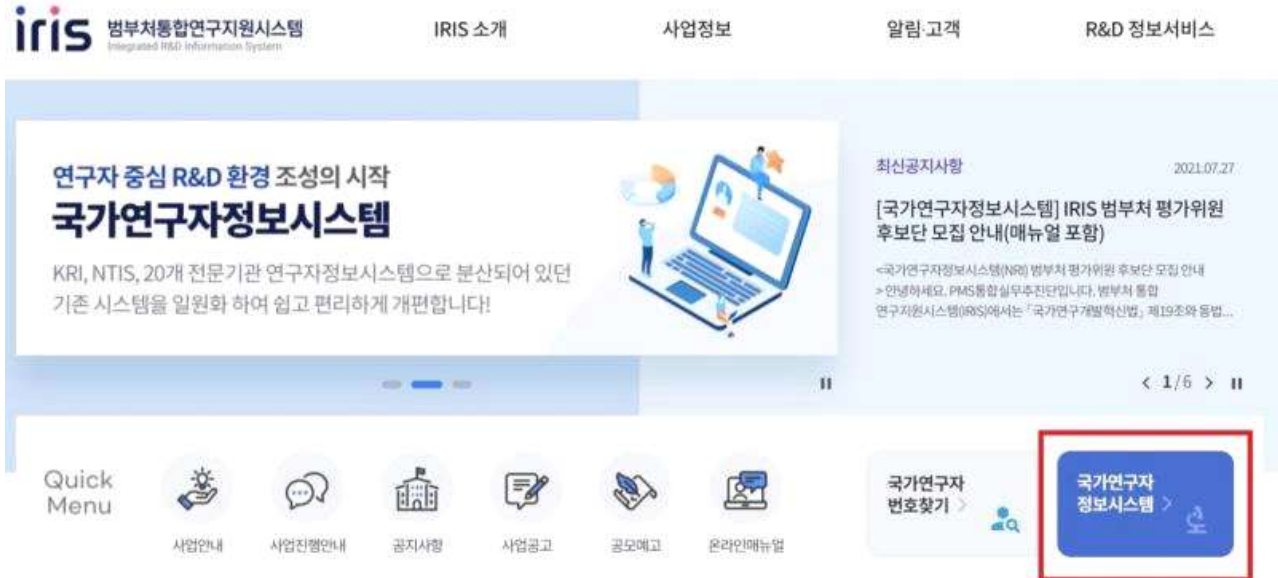 iris 범부처통합연구지원시스템
Integrated R&D Information System
IRIS 소개
사업정보
알림·고객
R&D 정보서비스
연구자 중심 R&D 환경 조성의 시작
국가연구자정보시스템
KRI, NTIS, 20개 전문기관 연구자정보시스템으로 분산되어 있던
기존 시스템을 일원화 하여 쉽고 편리하게 개편합니다!
최신공지사항
2021.07.27
[국가연구자정보시스템] IRIS 범부처 평가위원
후보단 모집 안내(매뉴얼 포함)
<국가연구자정보시스템(NRI) 범부처 평가위원 후보단 모집 안내
> 안녕하세요. PMS통합실무추진단입니다. 범부처 통합
연구지원시스템(IRIS)에서는 「국가연구개발혁신법」 제19조와 동법...
< 1/6 >
Quick
Menu
사업안내
사업진행안내
공지사항
사업공고
공모예고
온라인매뉴얼
국가연구자
번호찾기 >
국가연구자
정보시스템 >